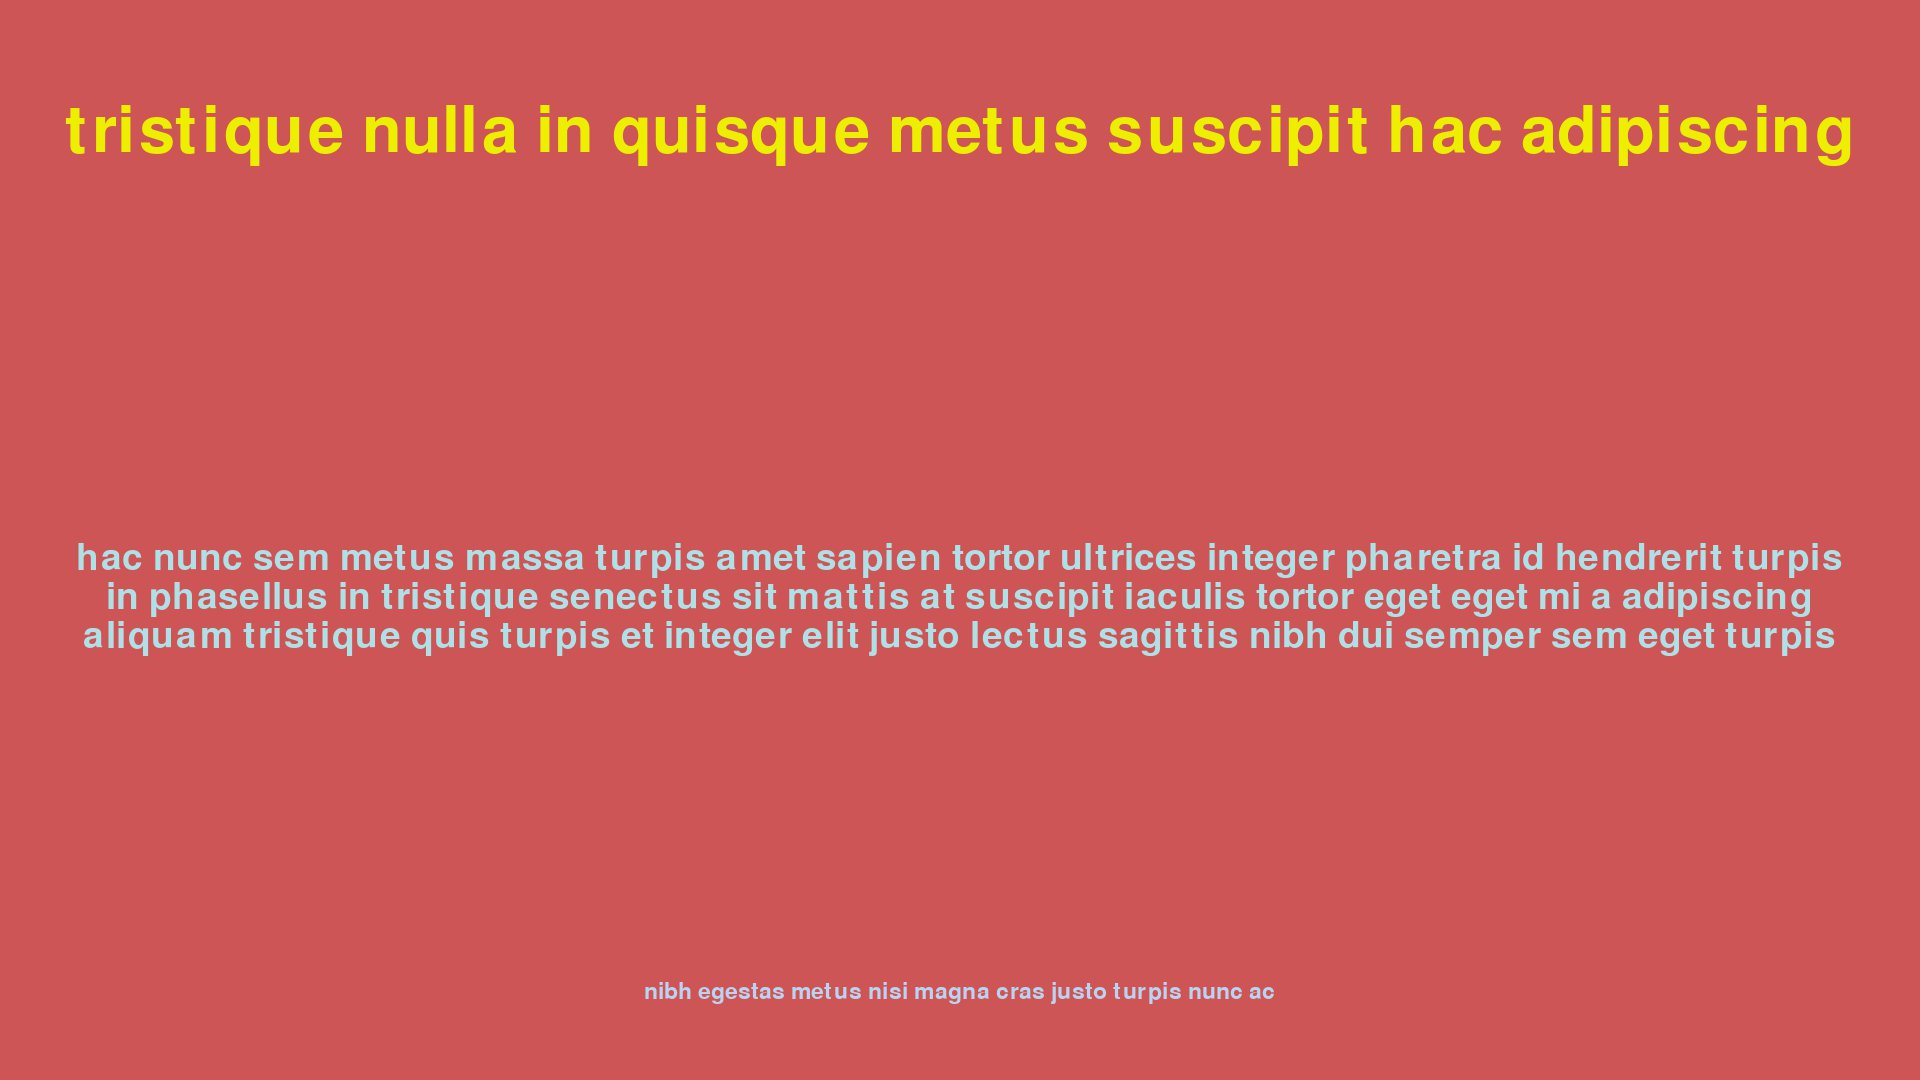 tristique nulla in quisque metus suscipit hac adipiscing
hac nunc sem metus massa turpis amet sapien tortor ultrices integer pharetra id hendrerit turpis
in phasellus in tristique senectus sit mattis at suscipit iaculis tortor eget eget mi a adipiscing
aliquam tristique quis turpis et integer elit justo lectus sagittis nibh dui semper sem eget turpis
nibh egestas metus nisi magna cras justo turpis nunc ac